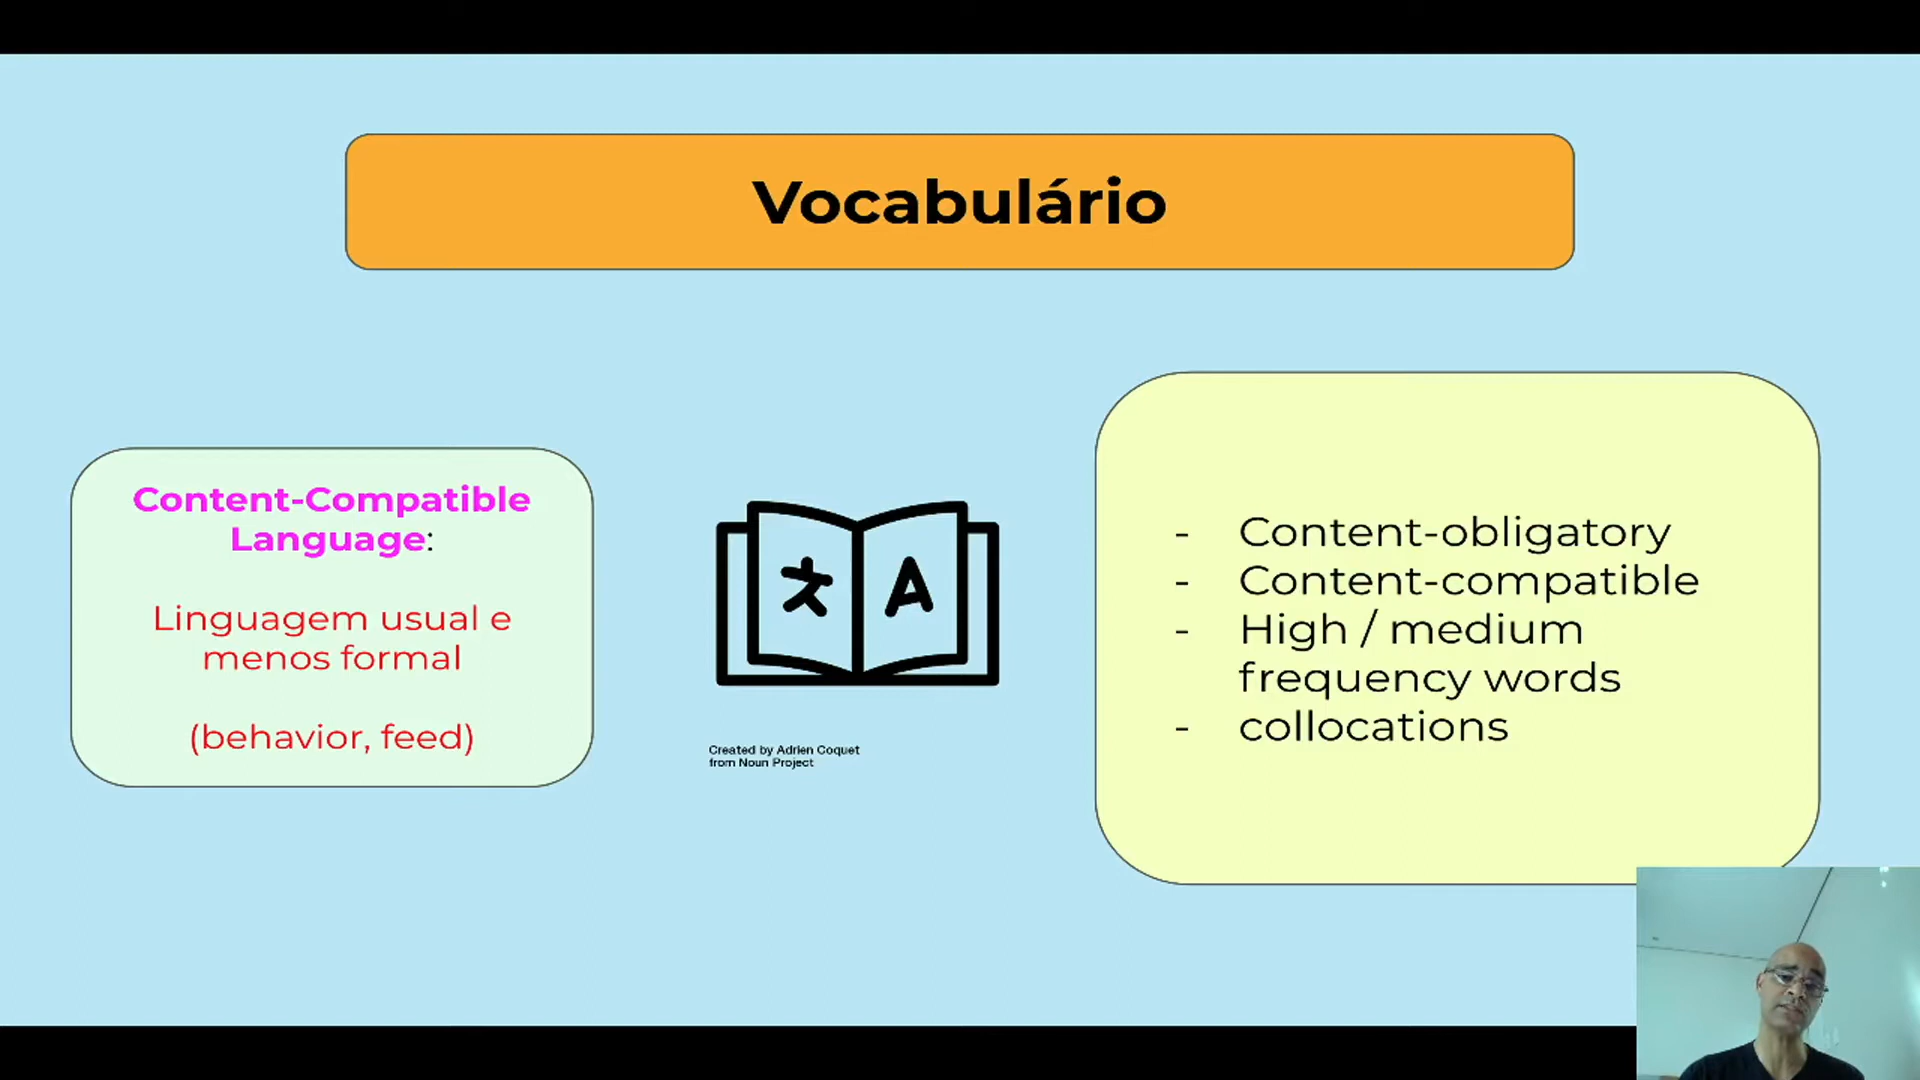 Vocabulário
Content-Compatible
Language:
Linguagem usual e
menos formal
(behavior, feed)
文 A
Created by Adrien Coquet
from Noun Project
- Content-obligatory
- Content-compatible
- High / medium
frequency words
- collocations